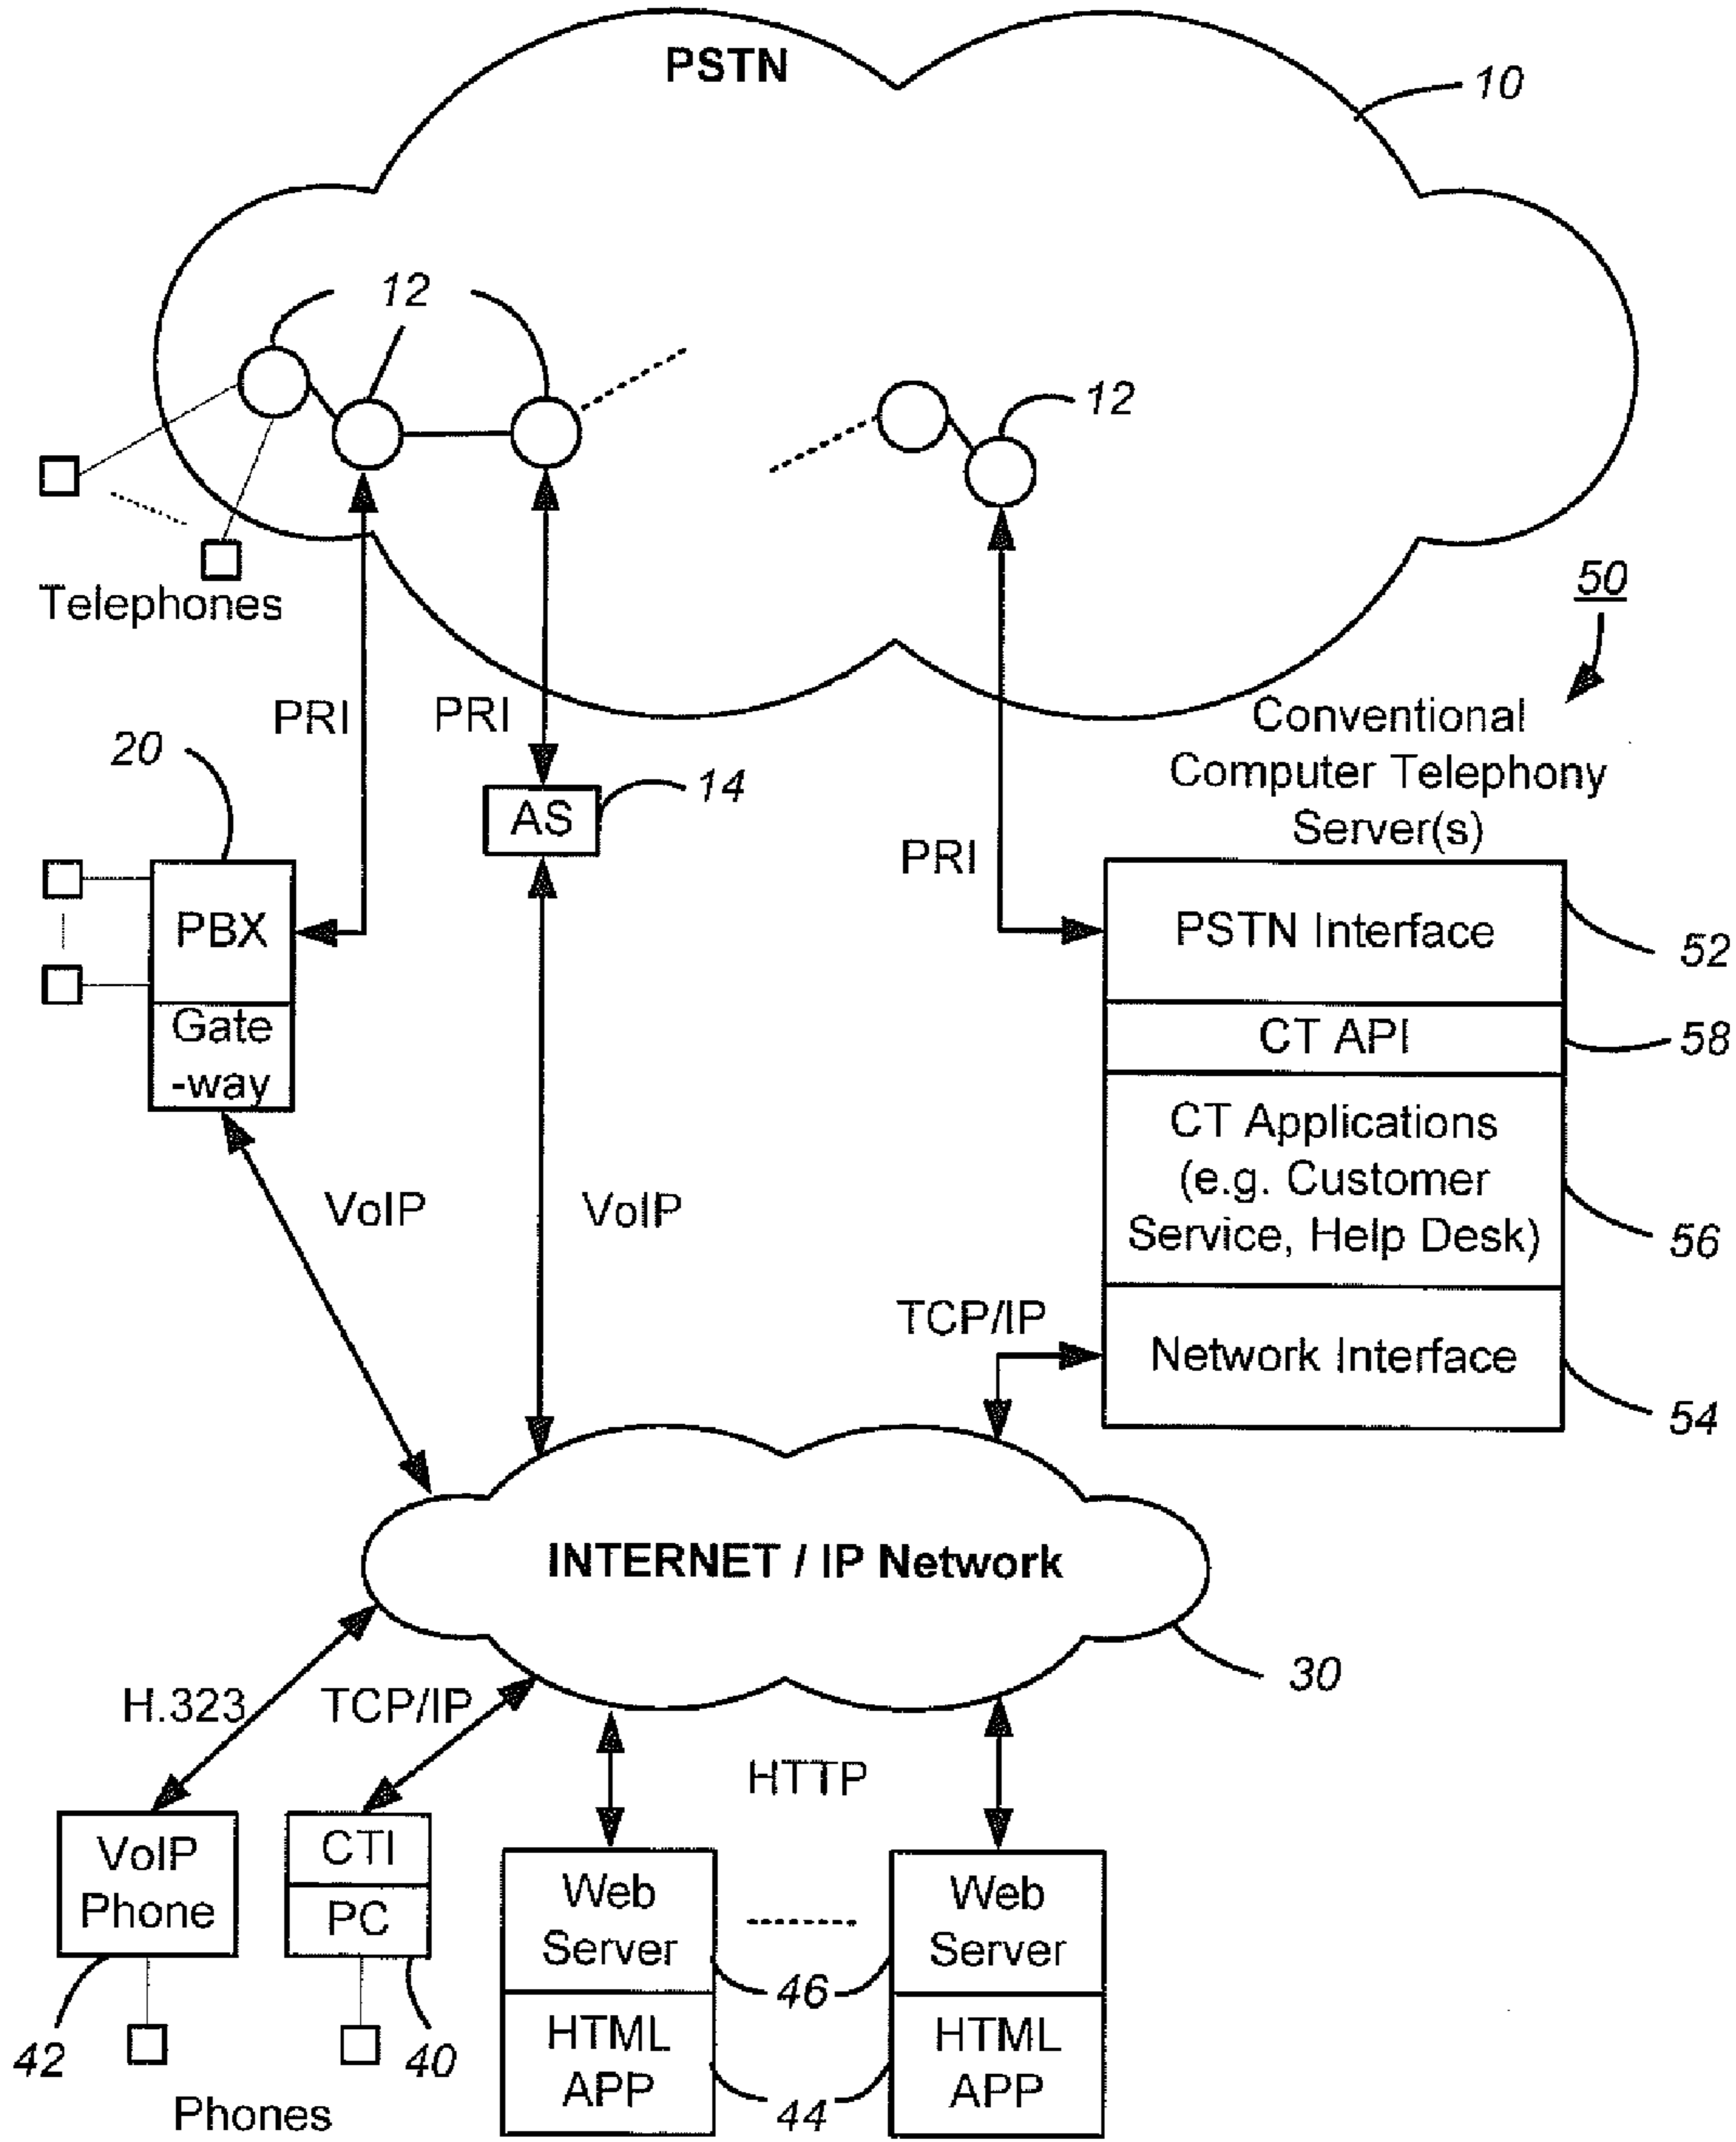 PSTN
10
12
12
Telephones
50
PRI
PRI
Conventional
Computer Telephony
Server(s)
20
14
AS
PRI
PBX
PSTN Interface
52
Gate
-way
CT API
58
CT Applications
(e.g. Customer
Service, Help Desk)
56
VoIP
VoIP
TCP/IP
Network Interface
54
INTERNET / IP Network
30
H.323
TCP/IP
HTTP
VoIP
Phone
CTI
PC
Web
Server
Web
Server
46
42
40
HTML
APP
HTML
APP
44
Phones